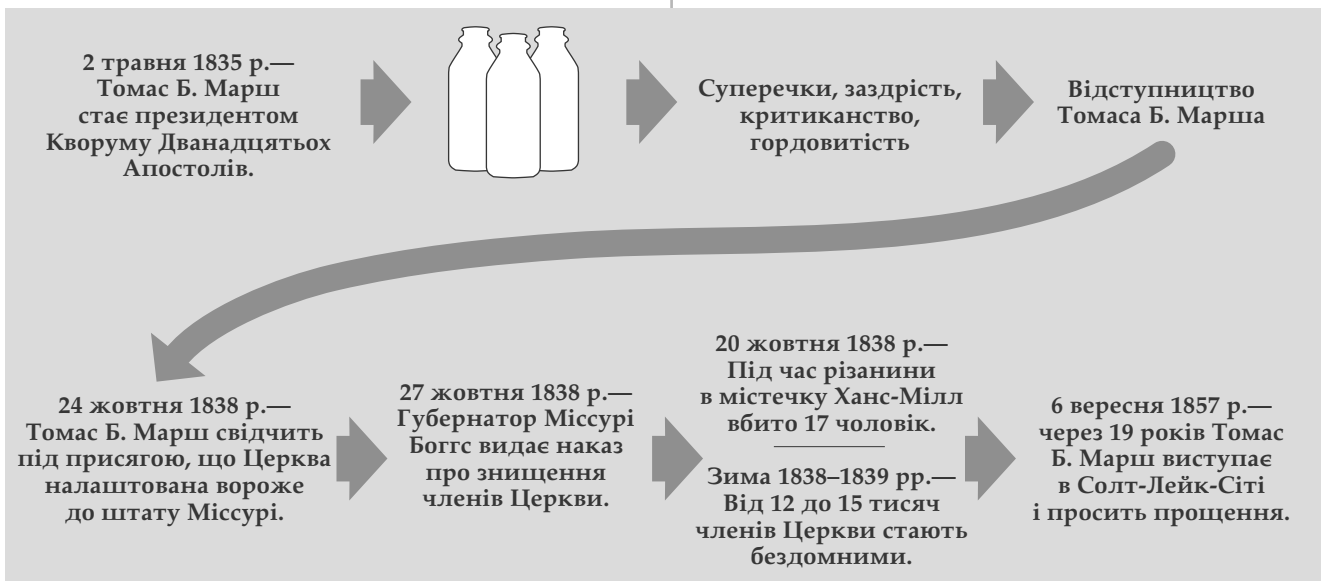 2 травня 1835 р.—
Томас Б. Марш
стає президентом
Кворуму Дванадцятьох
Апостолів.
Суперечки, заздрість,
критиканство,
гордовитість
Відступництво
Томаса Б. Марша
24 жовтня 1838 р.—
Томас Б. Марш свідчить
під присягою, що Церква
налаштована вороже
до штату Міссурі.
27 жовтня 1838 р.—
Губернатор Міссурі
Боггс видає наказ
про знищення
членів Церкви.
20 жовтня 1838 р.—
Під час різанини
в містечку Ханс-Мілл
вбито 17 чоловік.
Зима 1838–1839 рр.—
Від 12 до 15 тисяч
членів Церкви стають
бездомними.
6 вересня 1857 р.—
через 19 років Томас
Б. Марш виступає
в Солт-Лейк-Сіті
і просить прощення.